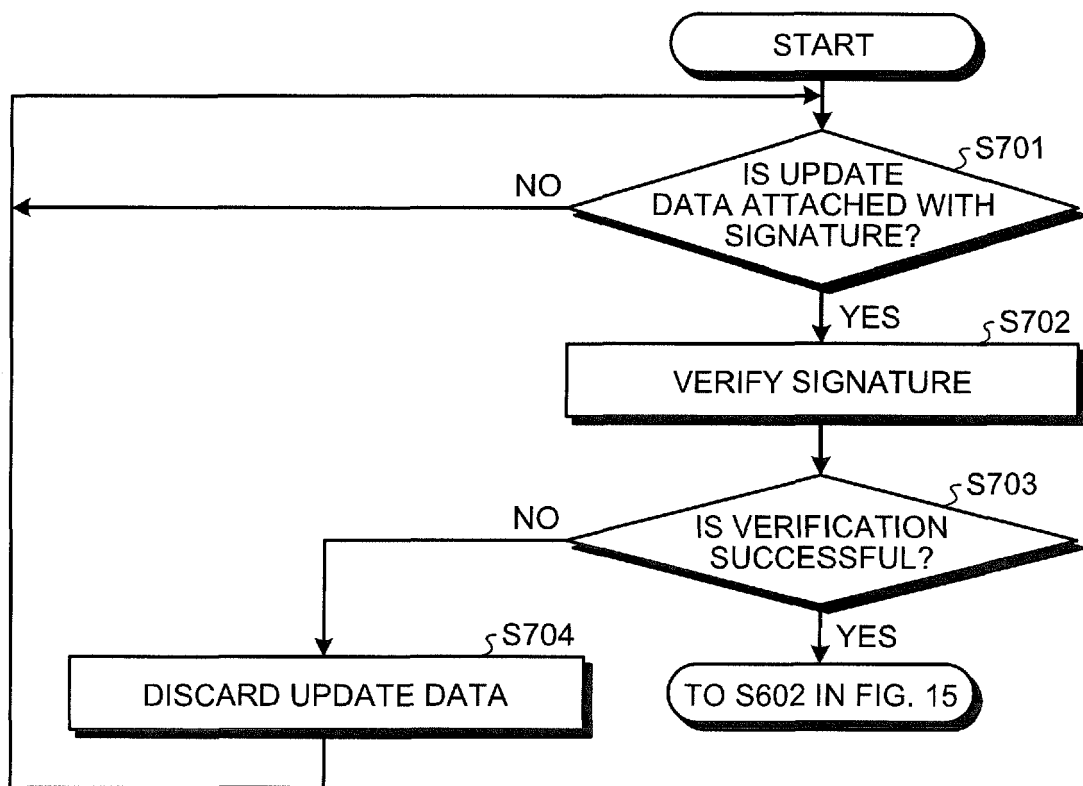 START
S701
IS UPDATE
DATA ATTACHED WITH
SIGNATURE?
NO
YES
S702
VERIFY SIGNATURE
S703
IS VERIFICATION
SUCCESSFUL?
NO
YES
S704
DISCARD UPDATE DATA
TO S602 IN FIG. 15